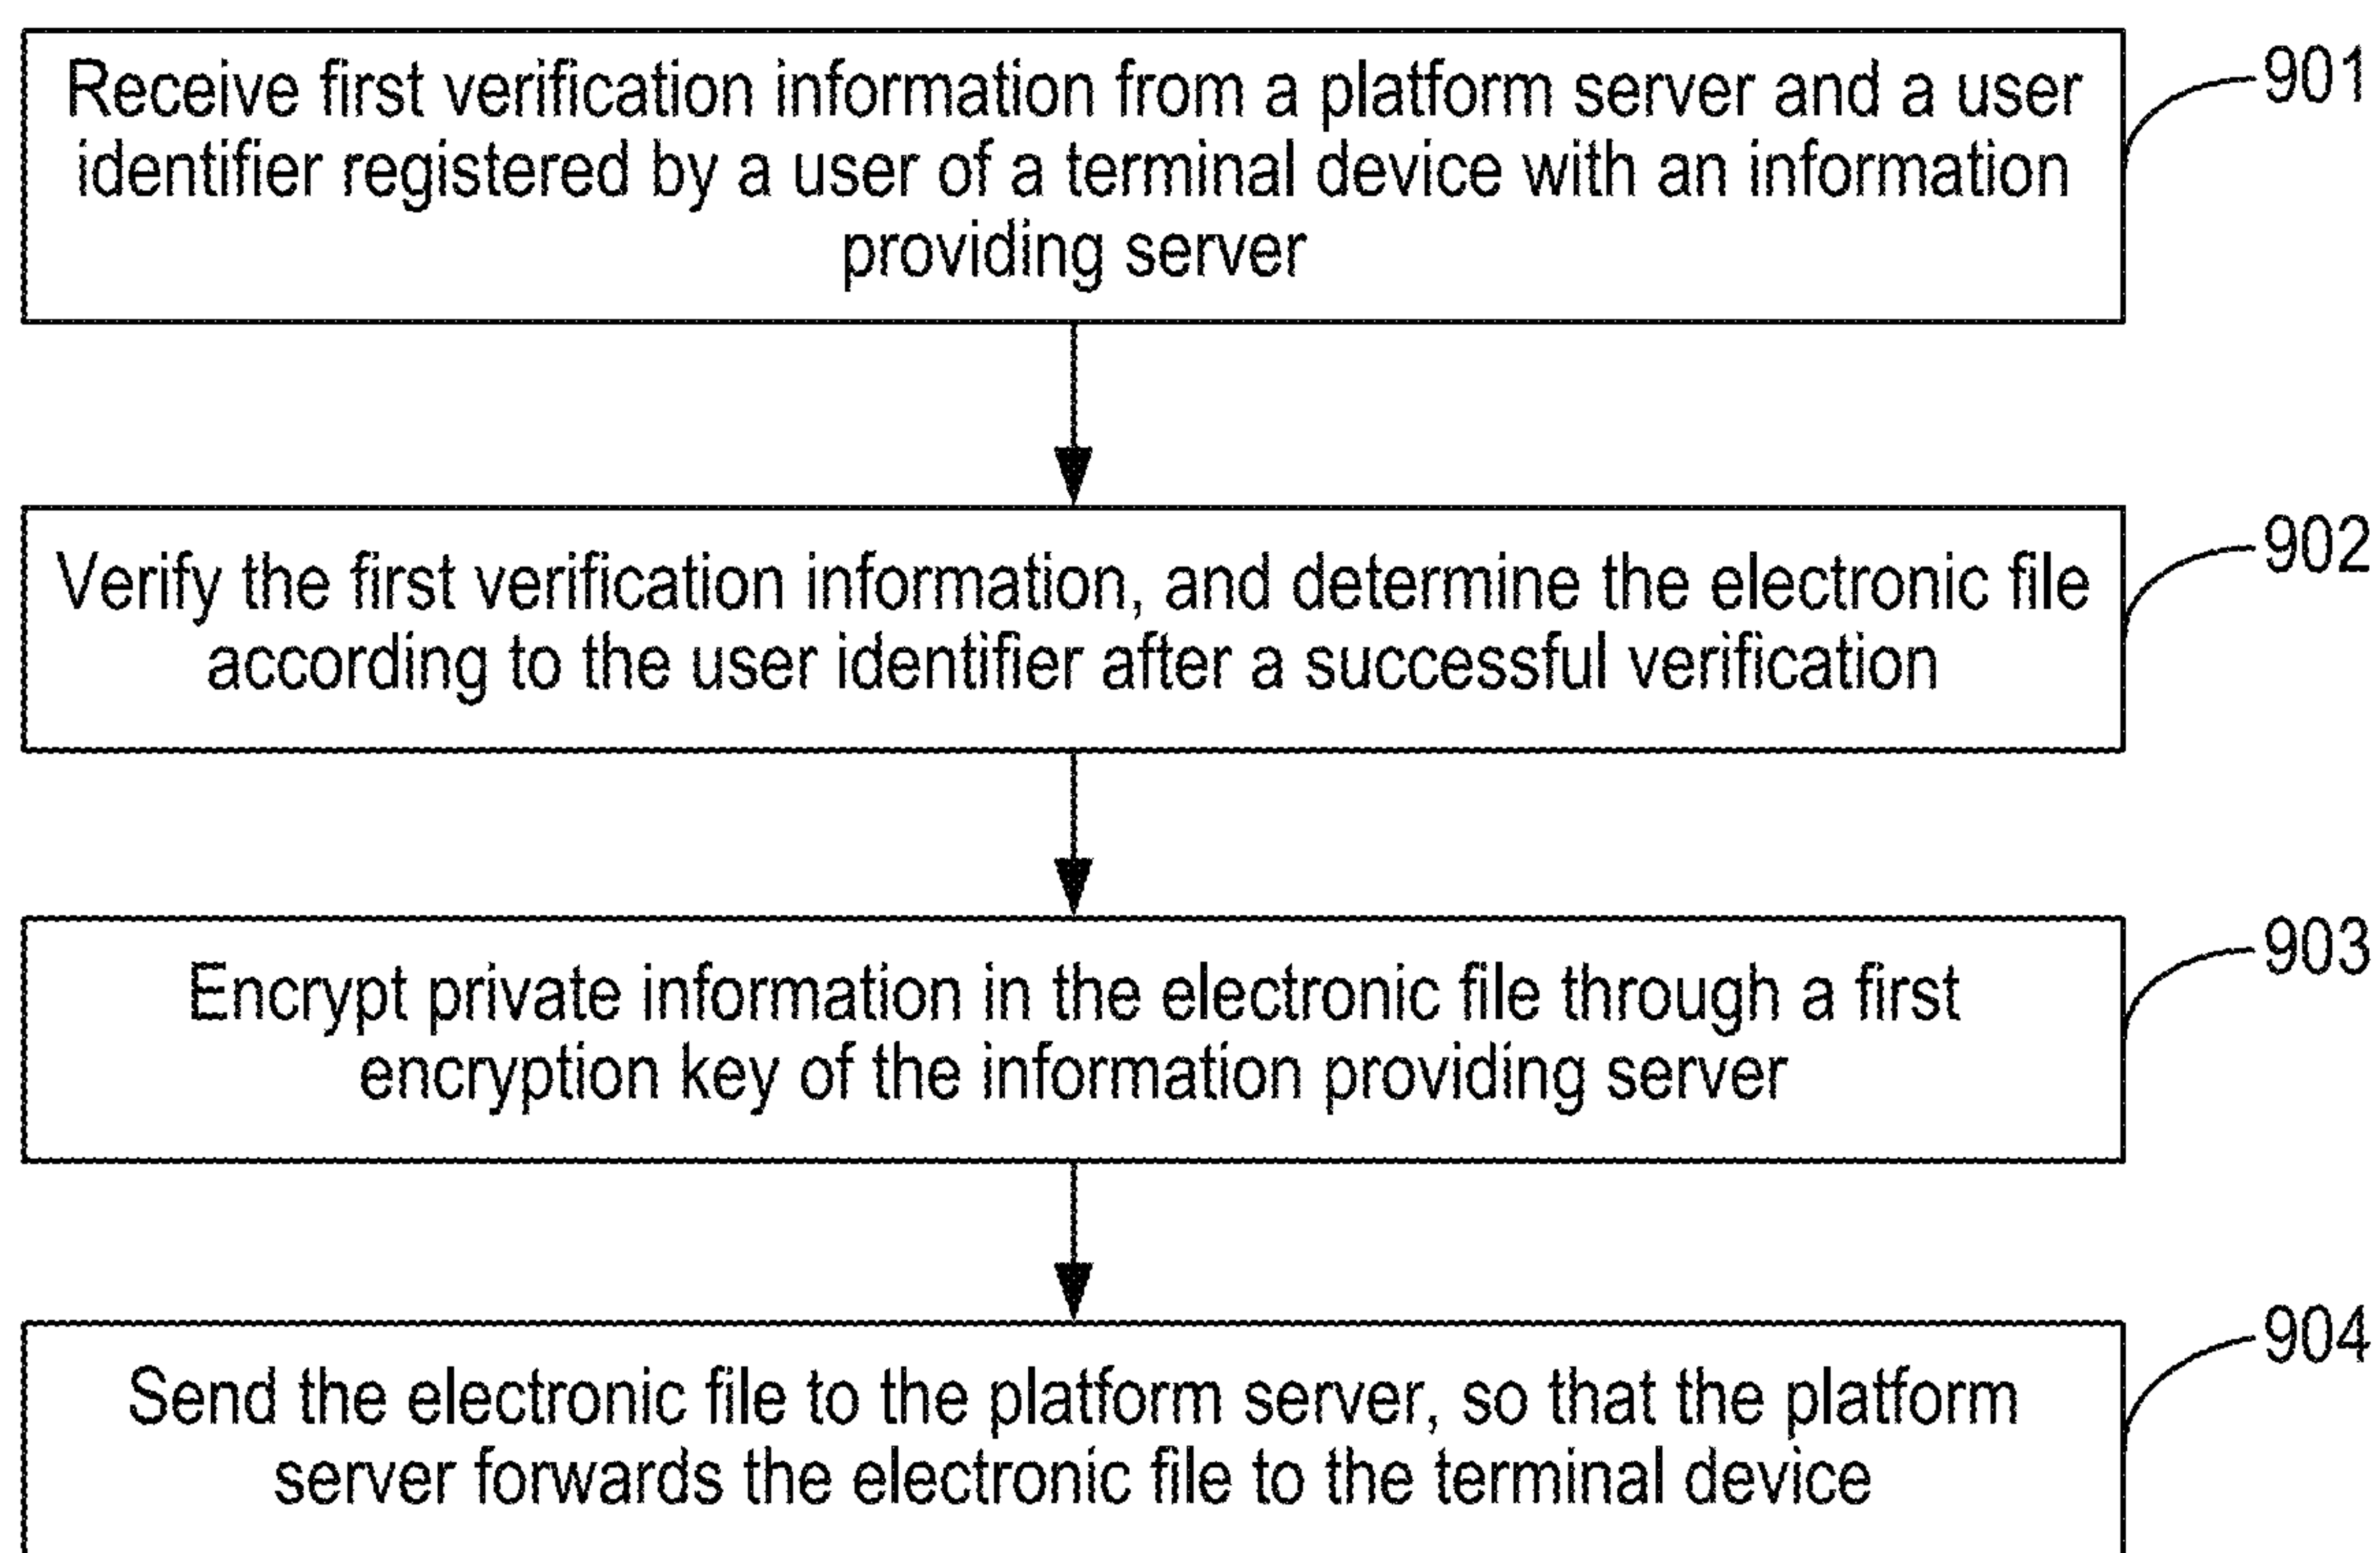 Receive first verification information from a platform server and a user
identifier registered by a user of a terminal device with an information
providing server
901
Verify the first verification information, and determine the electronic file
according to the user identifier after a successful verification
902
Encrypt private information in the electronic file through a first
encryption key of the information providing server
903
Send the electronic file to the platform server, so that the platform
server forwards the electronic file to the terminal device
904